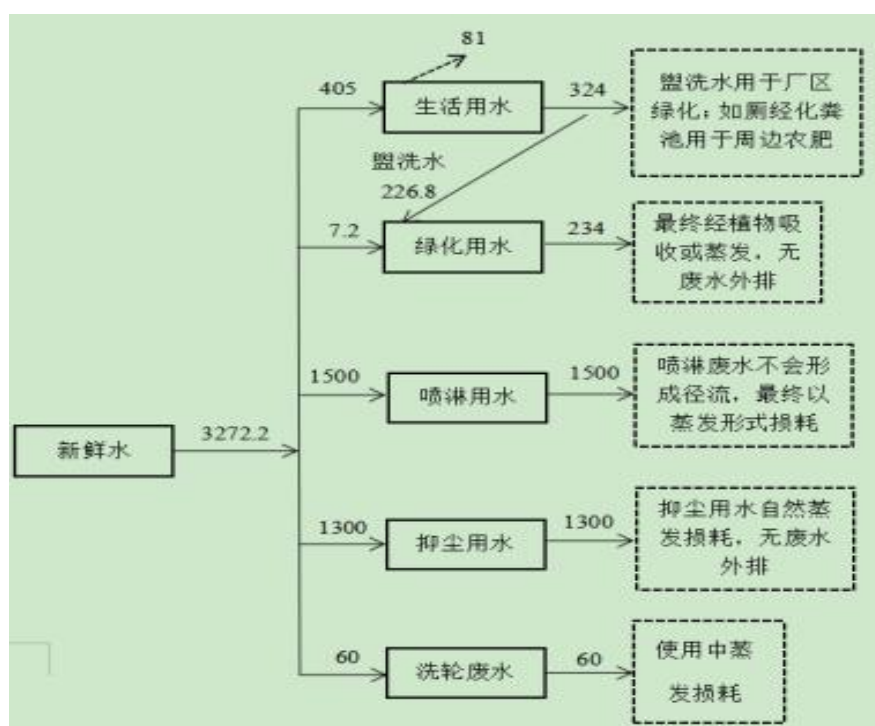 81
405
生活用水
324
盥洗水用于厂区
绿化；如厕经化粪
池用于周边农肥
盥洗水
226.8
7.2
绿化用水
234
最终经植物吸
收或蒸发，无
废水外排
1500
喷淋用水
1500
喷淋废水不会形
成径流，最终以
蒸发形式损耗
新鲜水
3272.2
1300
抑尘用水
1300
抑尘用水自然蒸
发损耗，无废水
外排
60
洗轮废水
60
使用中蒸
发损耗